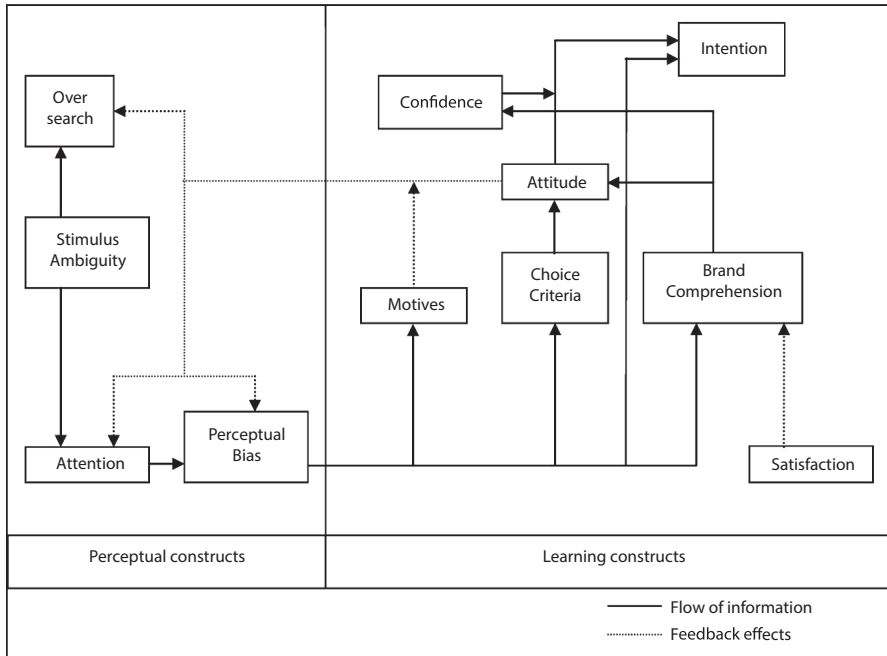 Over
search
Stimulus
Ambiguity
Attention
Perceptual
Bias
Intention
Confidence
Attitude
Motives
Choice
Criteria
Brand
Comprehension
Satisfaction
Perceptual constructs
Learning constructs
Flow of information
Feedback effects